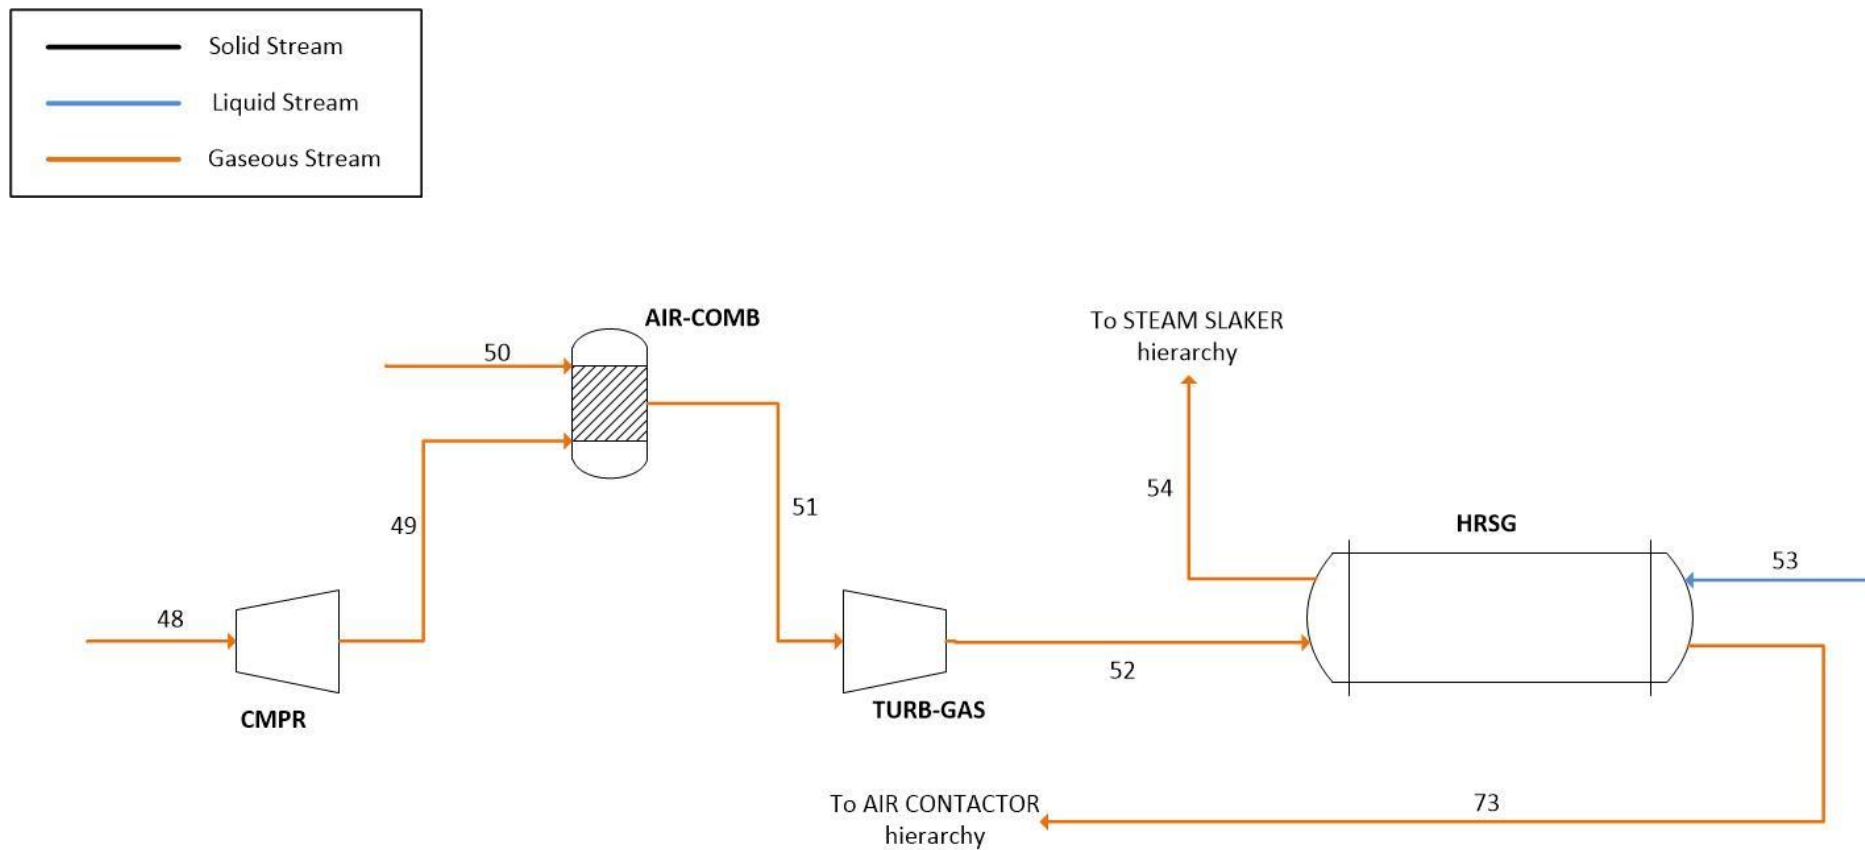 Solid Stream
Liquid Stream
Gaseous Stream
AIR-COMB
50
To STEAM SLAKER
hierarchy
54
51
49
HRSG
53
48
52
CMPR
TURB-GAS
To AIR CONTACTOR
hierarchy
73